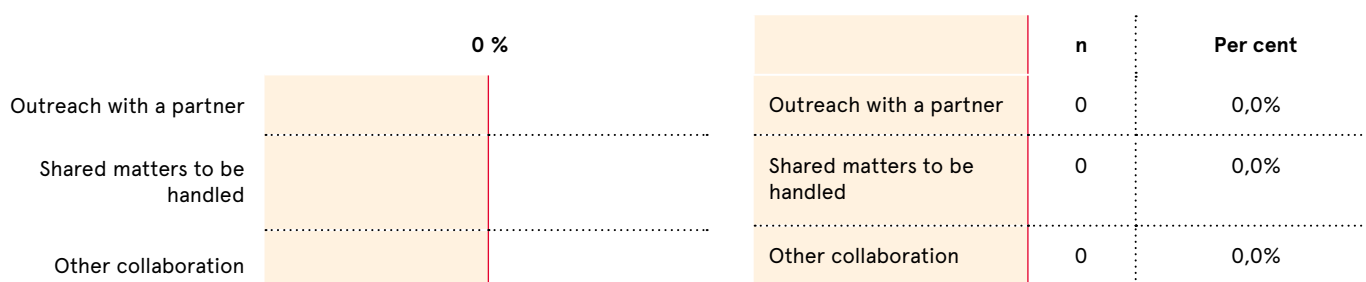 0 %
Outreach with a partner
Shared matters to be
handled
Other collaboration
n Per cent
Outreach with a partner 0 0,0%
Shared matters to be 0 0,0%
handled
Other collaboration 0 0,0%